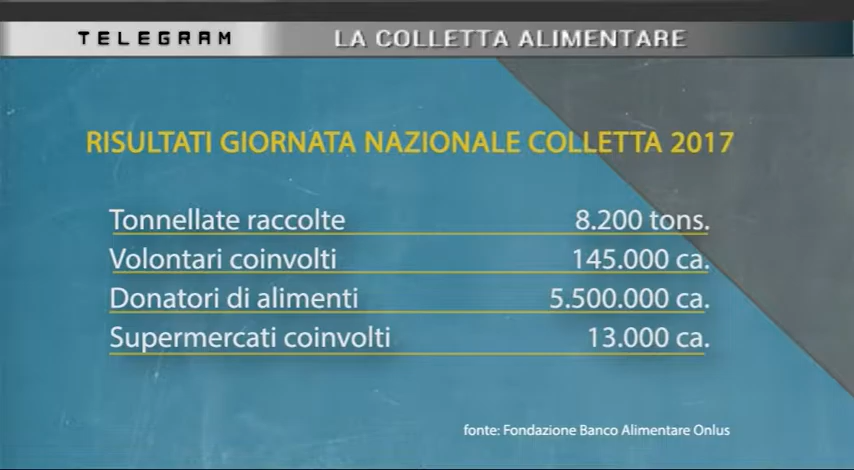 TELEGRAM LA COLLETTA ALIMENTARE
RISULTATI GIORNATA NAZIONALE COLLETTA 2017
Tonnellate raccolte 8.200 tons.
Volontari coinvolti 145.000 ca.
Donatori di alimenti 5.500.000 ca.
Supermercati coinvolti 13.000 ca.
fonte: Fondazione Banco Alimentare Onlus